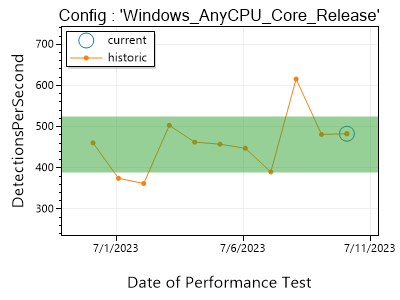 Config : 'Windows_AnyCPU_Core_Release'
current
historic
DetectionsPerSecond
700
600
500
400
300
7/1/2023
7/6/2023
7/11/2023
Date of Performance Test